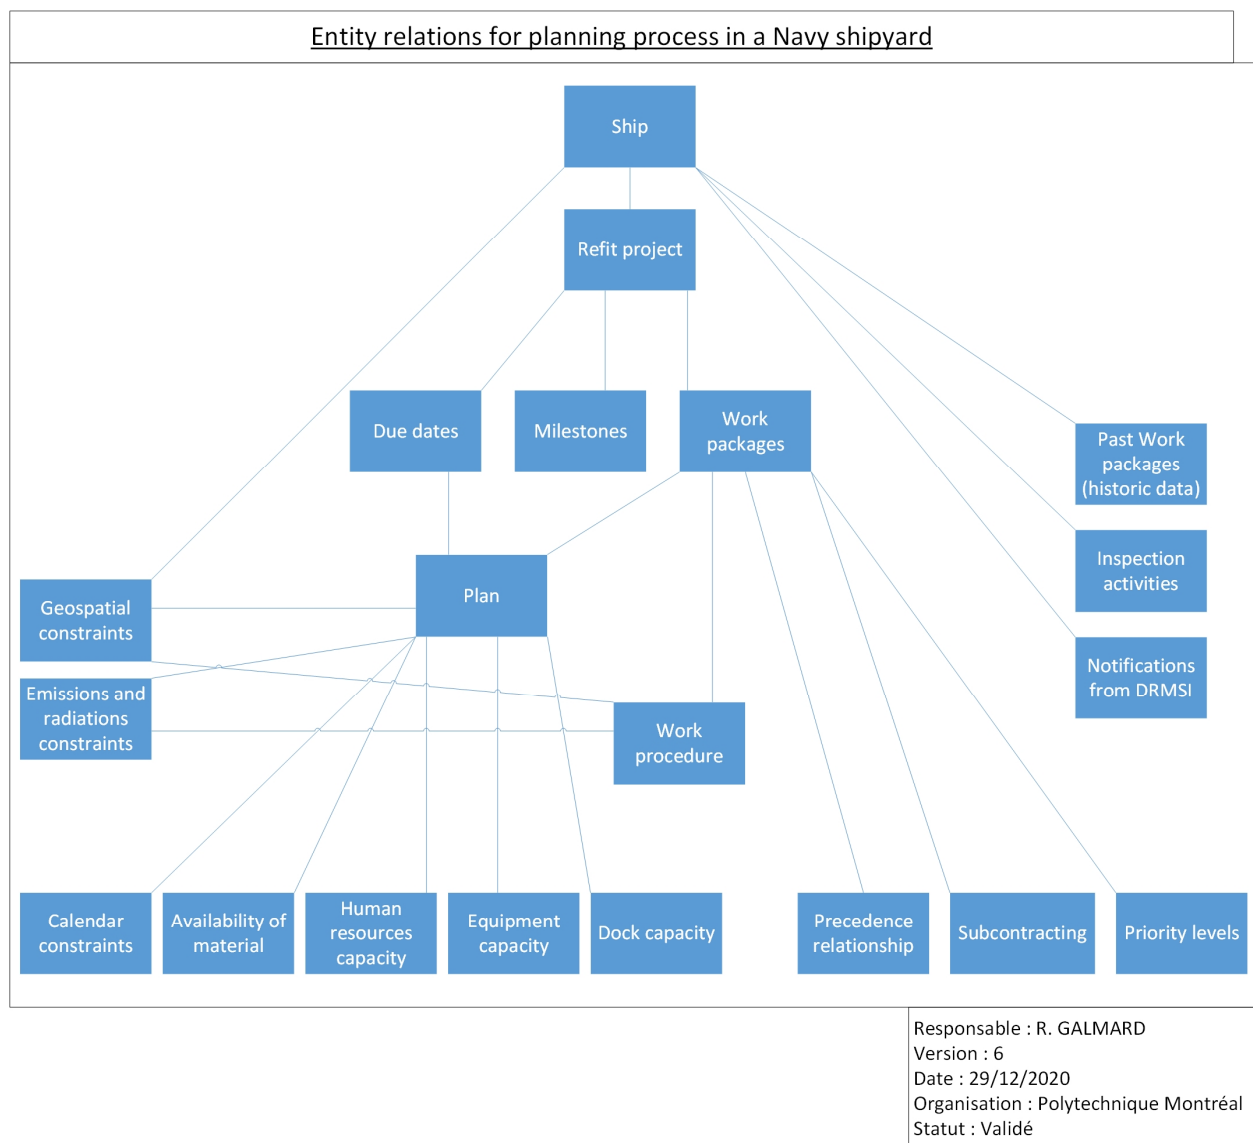 Entity relations for planning process in a Navy shipyard
Ship
Refit project
Due dates
Milestones
Work
packages
Past Work
packages
(historic data)
Inspection
activities
Plan
Geospatial
constraints
Notifications
from DRMSI
Emissions and
radiations
constraints
Work
procedure
Calendar
constraints
Availability of
material
Human
resources
capacity
Equipment
capacity
Dock capacity
Precedence
relationship
Subcontracting
Priority levels
Responsable : R. GALMARD
Version : 6
Date : 29/12/2020
Organisation : Polytechnique Montréal
Statut : Validé